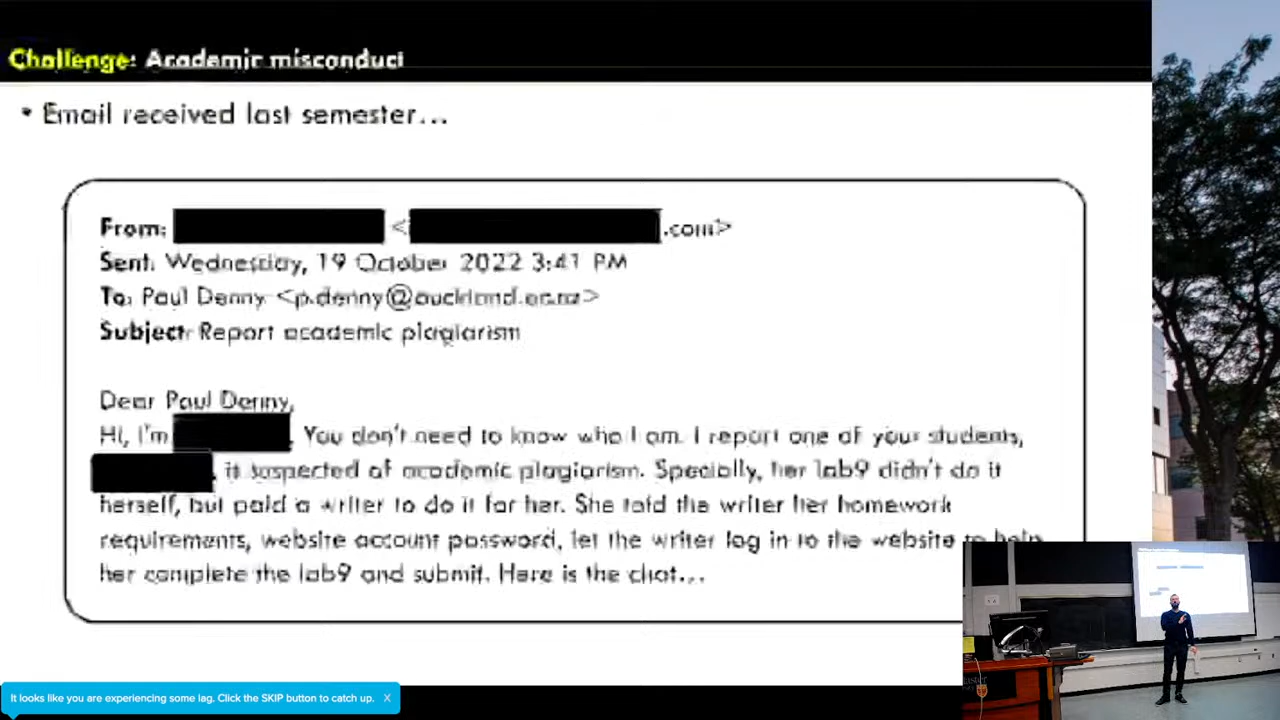 Challenge: Academic misconduct
• Email received last semester...
From: < .com>
Sent: Wednesday, 19 October 2022 3:41 PM
To: Paul Denny <p.denny@auckland.ac.nz>
Subject: Report academic plagiarism
Dear Paul Denny,
Hi, I'm . You don't need to know who I am. I report one of your students,
, is suspected of academic plagiarism. Specially, her lab9 didn't do it
herself, but paid a writer to do it for her. She told the writer her homework
requirements, website account password, let the writer log in to the website to help
her complete the lab9 and submit. Here is the chat...
It looks like you are experiencing some lag. Click the SKIP button to catch up. X